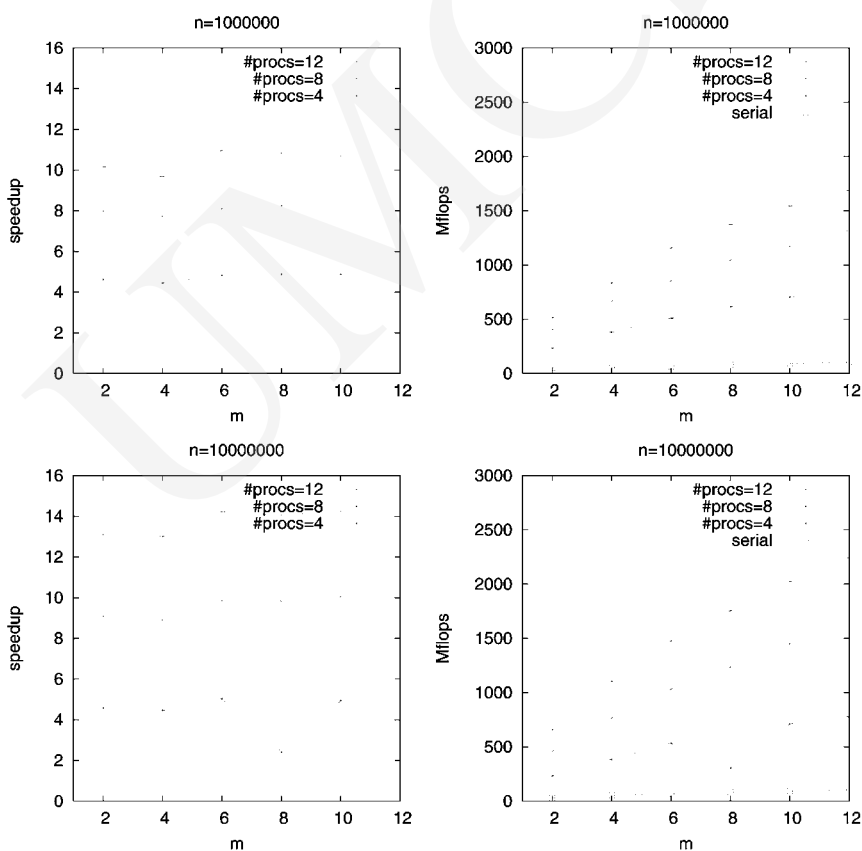 n=1000000
16
14
12
10
8
6
4
2
0
speedup
#procs=12
#procs=8
#procs=4
2 4 6 8 10 12
m
n=1000000
3000
2500
2000
1500
1000
500
0
Mflops
#procs=12
#procs=8
#procs=4
serial
2 4 6 8 10 12
m
n=10000000
16
14
12
10
8
6
4
2
0
speedup
#procs=12
#procs=8
#procs=4
2 4 6 8 10 12
m
n=10000000
3000
2500
2000
1500
1000
500
0
Mflops
#procs=12
#procs=8
#procs=4
serial
2 4 6 8 10 12
m
UMC